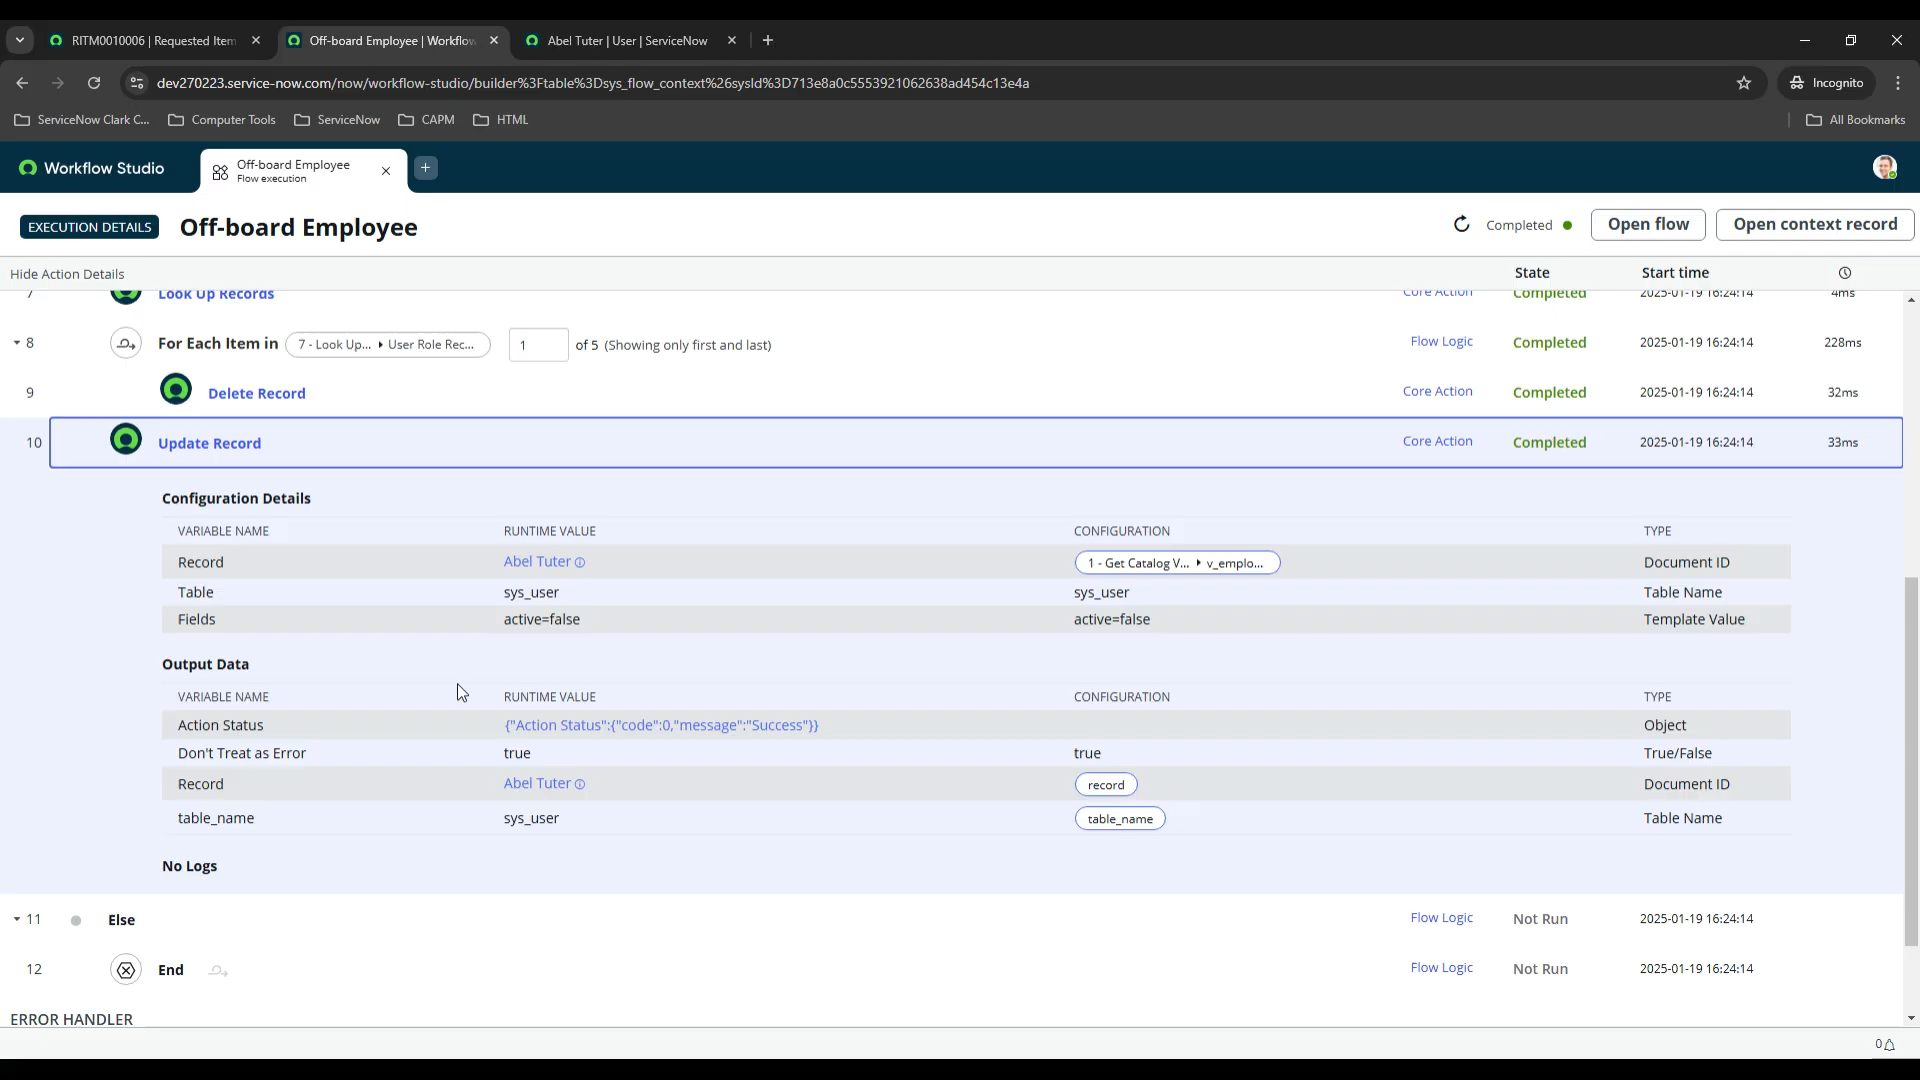 RITM0010006 | Requested Item
Off-board Employee | Workflow
Abel Tuter | User | ServiceNow
dev270223.service-now.com/now/workflow-studio/builder%3Ftable%3Dsys_flow_context%26sysId%3D713e8a0c5553921062638ad454c13e4a
Incognito
ServiceNow Clark C...
Computer Tools
ServiceNow
CAPM
HTML
All Bookmarks
Workflow Studio
Off-board Employee
Flow execution
EXECUTION DETAILS
Off-board Employee
Completed
Open flow
Open context record
Hide Action Details
State
Start time
7 Look Up Records Core Action Completed 2025-01-19 16:24:14 4ms
8 For Each Item in 7 - Look Up... User Role Rec... 1 of 5 (Showing only first and last) Flow Logic Completed 2025-01-19 16:24:14 228ms
9 Delete Record Core Action Completed 2025-01-19 16:24:14 32ms
10 Update Record Core Action Completed 2025-01-19 16:24:14 33ms
Configuration Details
VARIABLE NAME RUNTIME VALUE CONFIGURATION TYPE
Record Abel Tuter 1 - Get Catalog V... v_emplo... Document ID
Table sys_user sys_user Table Name
Fields active=false active=false Template Value
Output Data
VARIABLE NAME RUNTIME VALUE CONFIGURATION TYPE
Action Status {"Action Status":{"code":0,"message":"Success"}} Object
Don't Treat as Error true true True/False
Record Abel Tuter record Document ID
table_name sys_user table_name Table Name
No Logs
11 Else Flow Logic Not Run 2025-01-19 16:24:14
12 End Flow Logic Not Run 2025-01-19 16:24:14
ERROR HANDLER
0